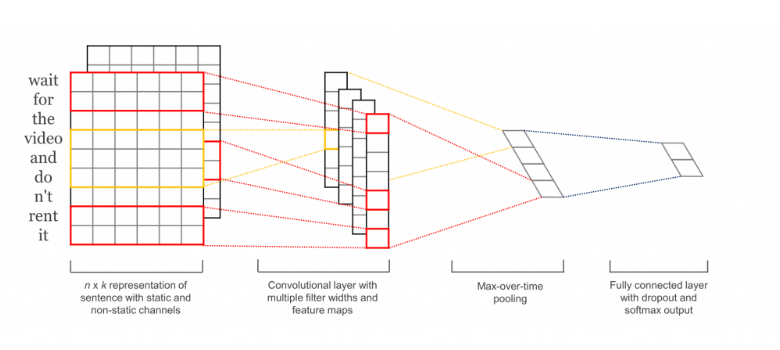 wait
for
the
video
and
do
n't
rent
it
n x k representation of
sentence with static and
non-static channels
Convolutional layer with
multiple filter widths and
feature maps
Max-over-time
pooling
Fully connected layer
with dropout and
softmax output